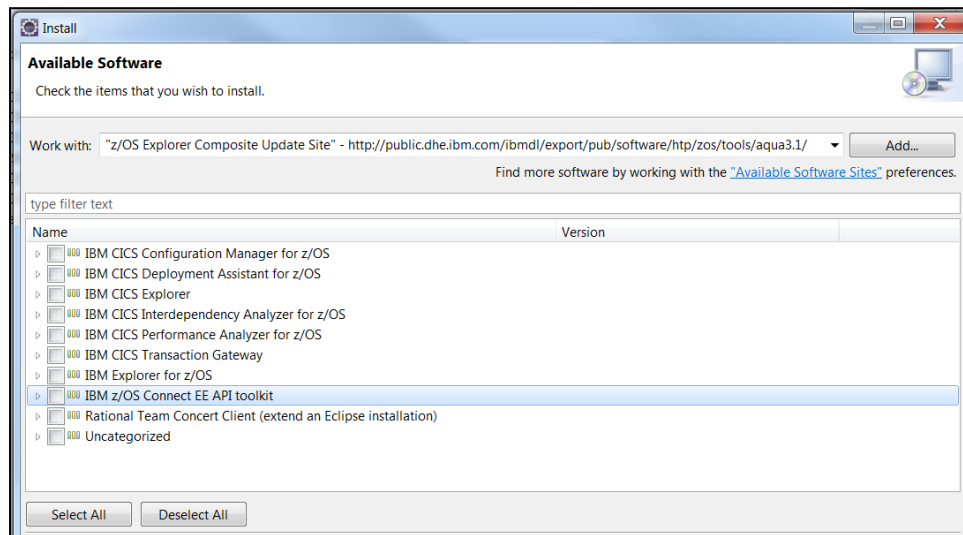 Install
Available Software
Check the items that you wish to install.
Work with: "z/OS Explorer Composite Update Site" - http://public.dhe.ibm.com/ibmdl/export/pub/software/htp/zos/tools/aqua3.1/ Add...
Find more software by working with the "Available Software Sites" preferences.
type filter text
Name Version
IBM CICS Configuration Manager for z/OS
IBM CICS Deployment Assistant for z/OS
IBM CICS Explorer
IBM CICS Interdependency Analyzer for z/OS
IBM CICS Performance Analyzer for z/OS
IBM CICS Transaction Gateway
IBM Explorer for z/OS
IBM z/OS Connect EE API toolkit
Rational Team Concert Client (extend an Eclipse installation)
Uncategorized
Select All Deselect All